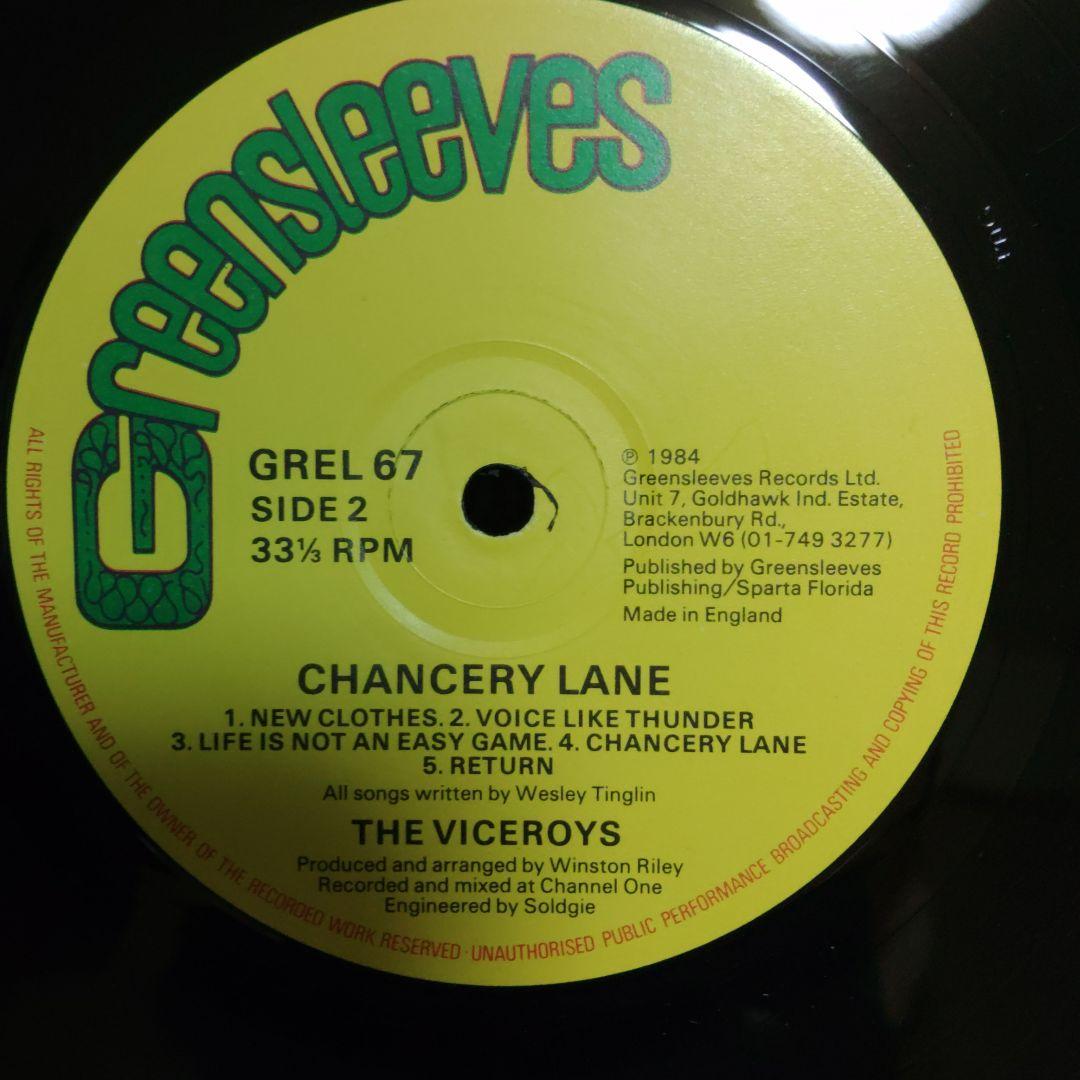 Greensleeves
GREL 67
SIDE 2
33⅓ RPM
℗ 1984
Greensleeves Records Ltd.
Unit 7, Goldhawk Ind. Estate,
Brackenbury Rd.,
London W6 (01-749 3277)
Published by Greensleeves
Publishing/Sparta Florida
Made in England
CHANCERY LANE
1. NEW CLOTHES. 2. VOICE LIKE THUNDER
3. LIFE IS NOT AN EASY GAME. 4. CHANCERY LANE
5. RETURN
All songs written by Wesley Tinglin
THE VICEROYS
Produced and arranged by Winston Riley
Recorded and mixed at Channel One
Engineered by Soldgie
ALL RIGHTS OF THE MANUFACTURER AND OF THE OWNER OF THE RECORDED WORK RESERVED · UNAUTHORISED PUBLIC PERFORMANCE BROADCASTING AND COPYING OF THIS RECORD PROHIBITED